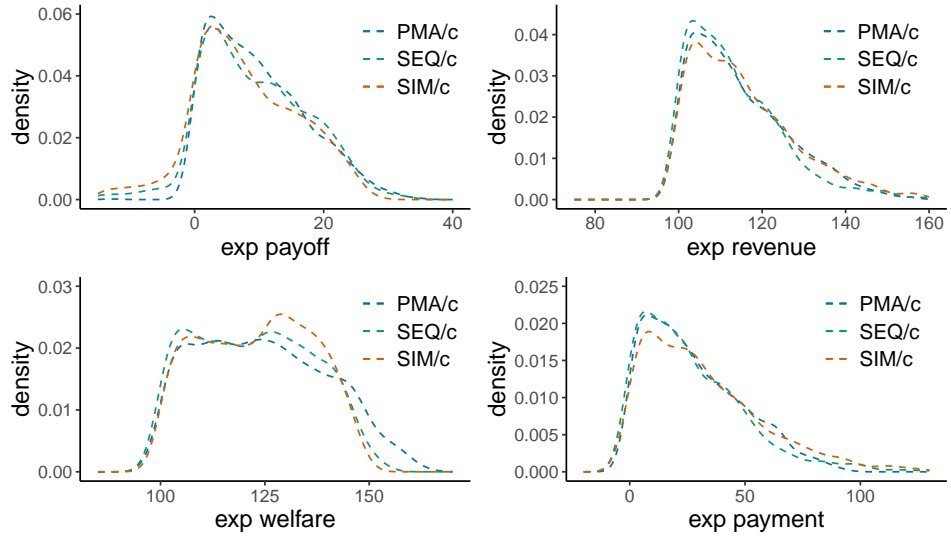 density
0.06
0.04
0.02
0.00
0
20
40
exp payoff
PMA/c
SEQ/c
SIM/c
density
0.04
0.03
0.02
0.01
0.00
80
100
120
140
160
exp revenue
PMA/c
SEQ/c
SIM/c
density
0.03
0.02
0.01
0.00
100
125
150
exp welfare
PMA/c
SEQ/c
SIM/c
density
0.025
0.020
0.015
0.010
0.005
0.000
0
50
100
exp payment
PMA/c
SEQ/c
SIM/c